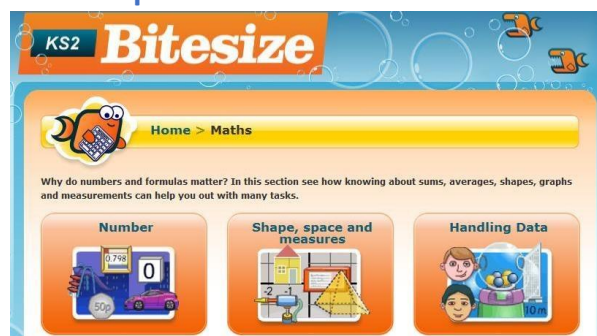 KS2 Bitesize
Home > Maths
Why do numbers and formulas matter? In this section see how knowing about sums, averages, shapes, graphs
and measurements can help you out with many tasks.
Number
Shape, space and
measures
Handling Data
0.798
0
50p
-2 -1
10m